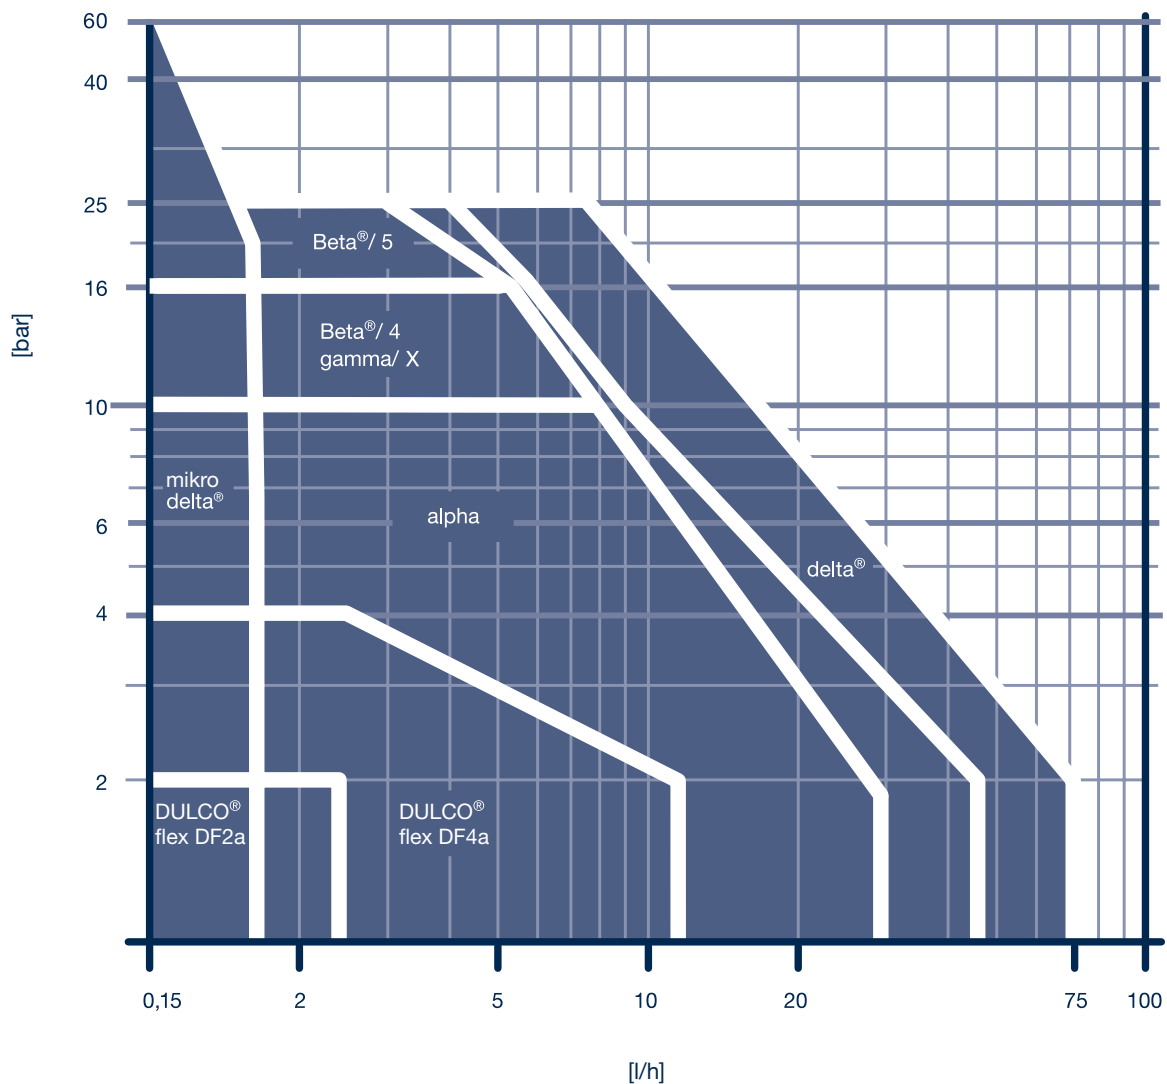 60
40
25
16
10
6
4
2
[bar]
Beta®/ 5
Beta®/ 4
gamma/ X
mikro
delta®
alpha
delta®
DULCO®
flex DF2a
DULCO®
flex DF4a
0,15
2
5
10
20
75
100
[l/h]